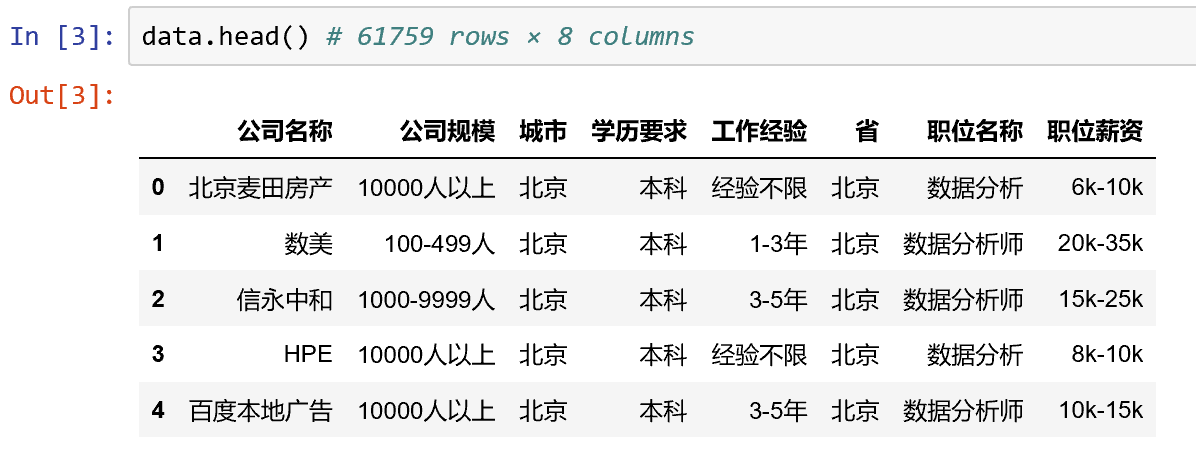 In [3]: data.head() # 61759 rows × 8 columns
Out[3]:
公司名称 公司规模 城市 学历要求 工作经验 省 职位名称 职位薪资
0 北京麦田房产 10000人以上 北京 本科 经验不限 北京 数据分析 6k-10k
1 数美 100-499人 北京 本科 1-3年 北京 数据分析师 20k-35k
2 信永中和 1000-9999人 北京 本科 3-5年 北京 数据分析师 15k-25k
3 HPE 10000人以上 北京 本科 经验不限 北京 数据分析 8k-10k
4 百度本地广告 10000人以上 北京 本科 3-5年 北京 数据分析师 10k-15k